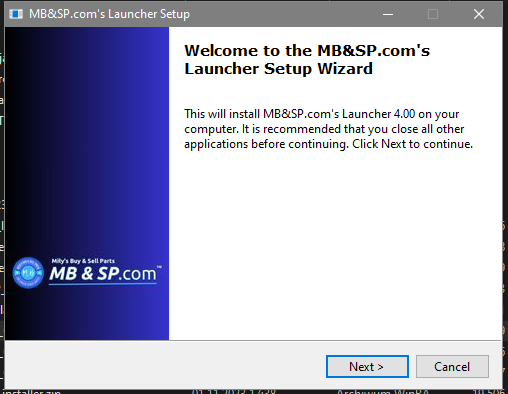 MB&SP.com's Launcher Setup
Welcome to the MB&SP.com's
Launcher Setup Wizard
This will install MB&SP.com's Launcher 4.00 on your
computer. It is recommended that you close all other
applications before continuing. Click Next to continue.
Mily's Buy & Sell Parts
MB & SP.com™
Next >
Cancel